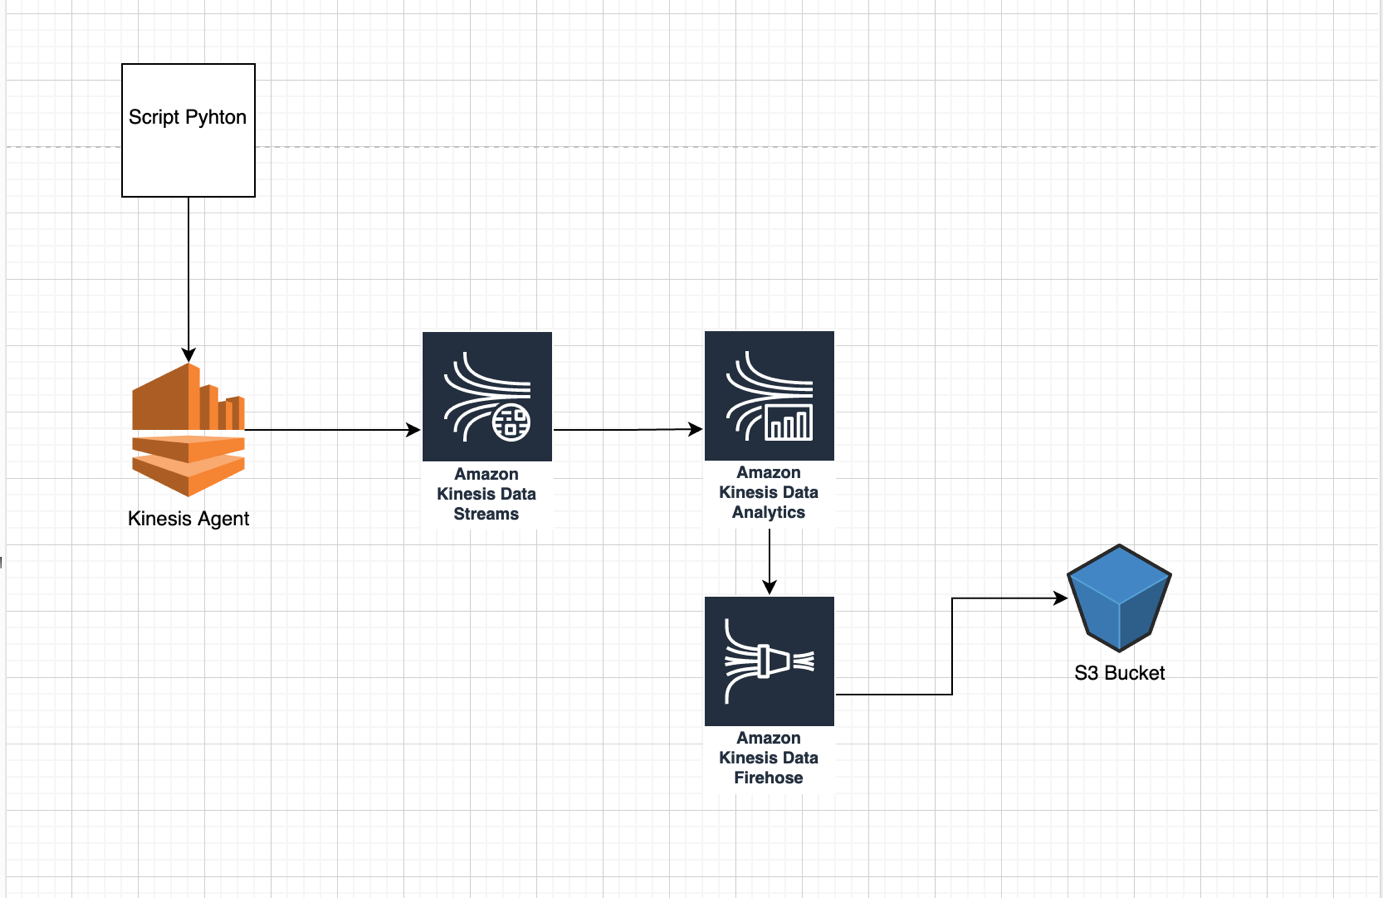 Script Pyhton
Kinesis Agent
Amazon
Kinesis Data
Streams
Amazon
Kinesis Data
Analytics
Amazon
Kinesis Data
Firehose
S3 Bucket